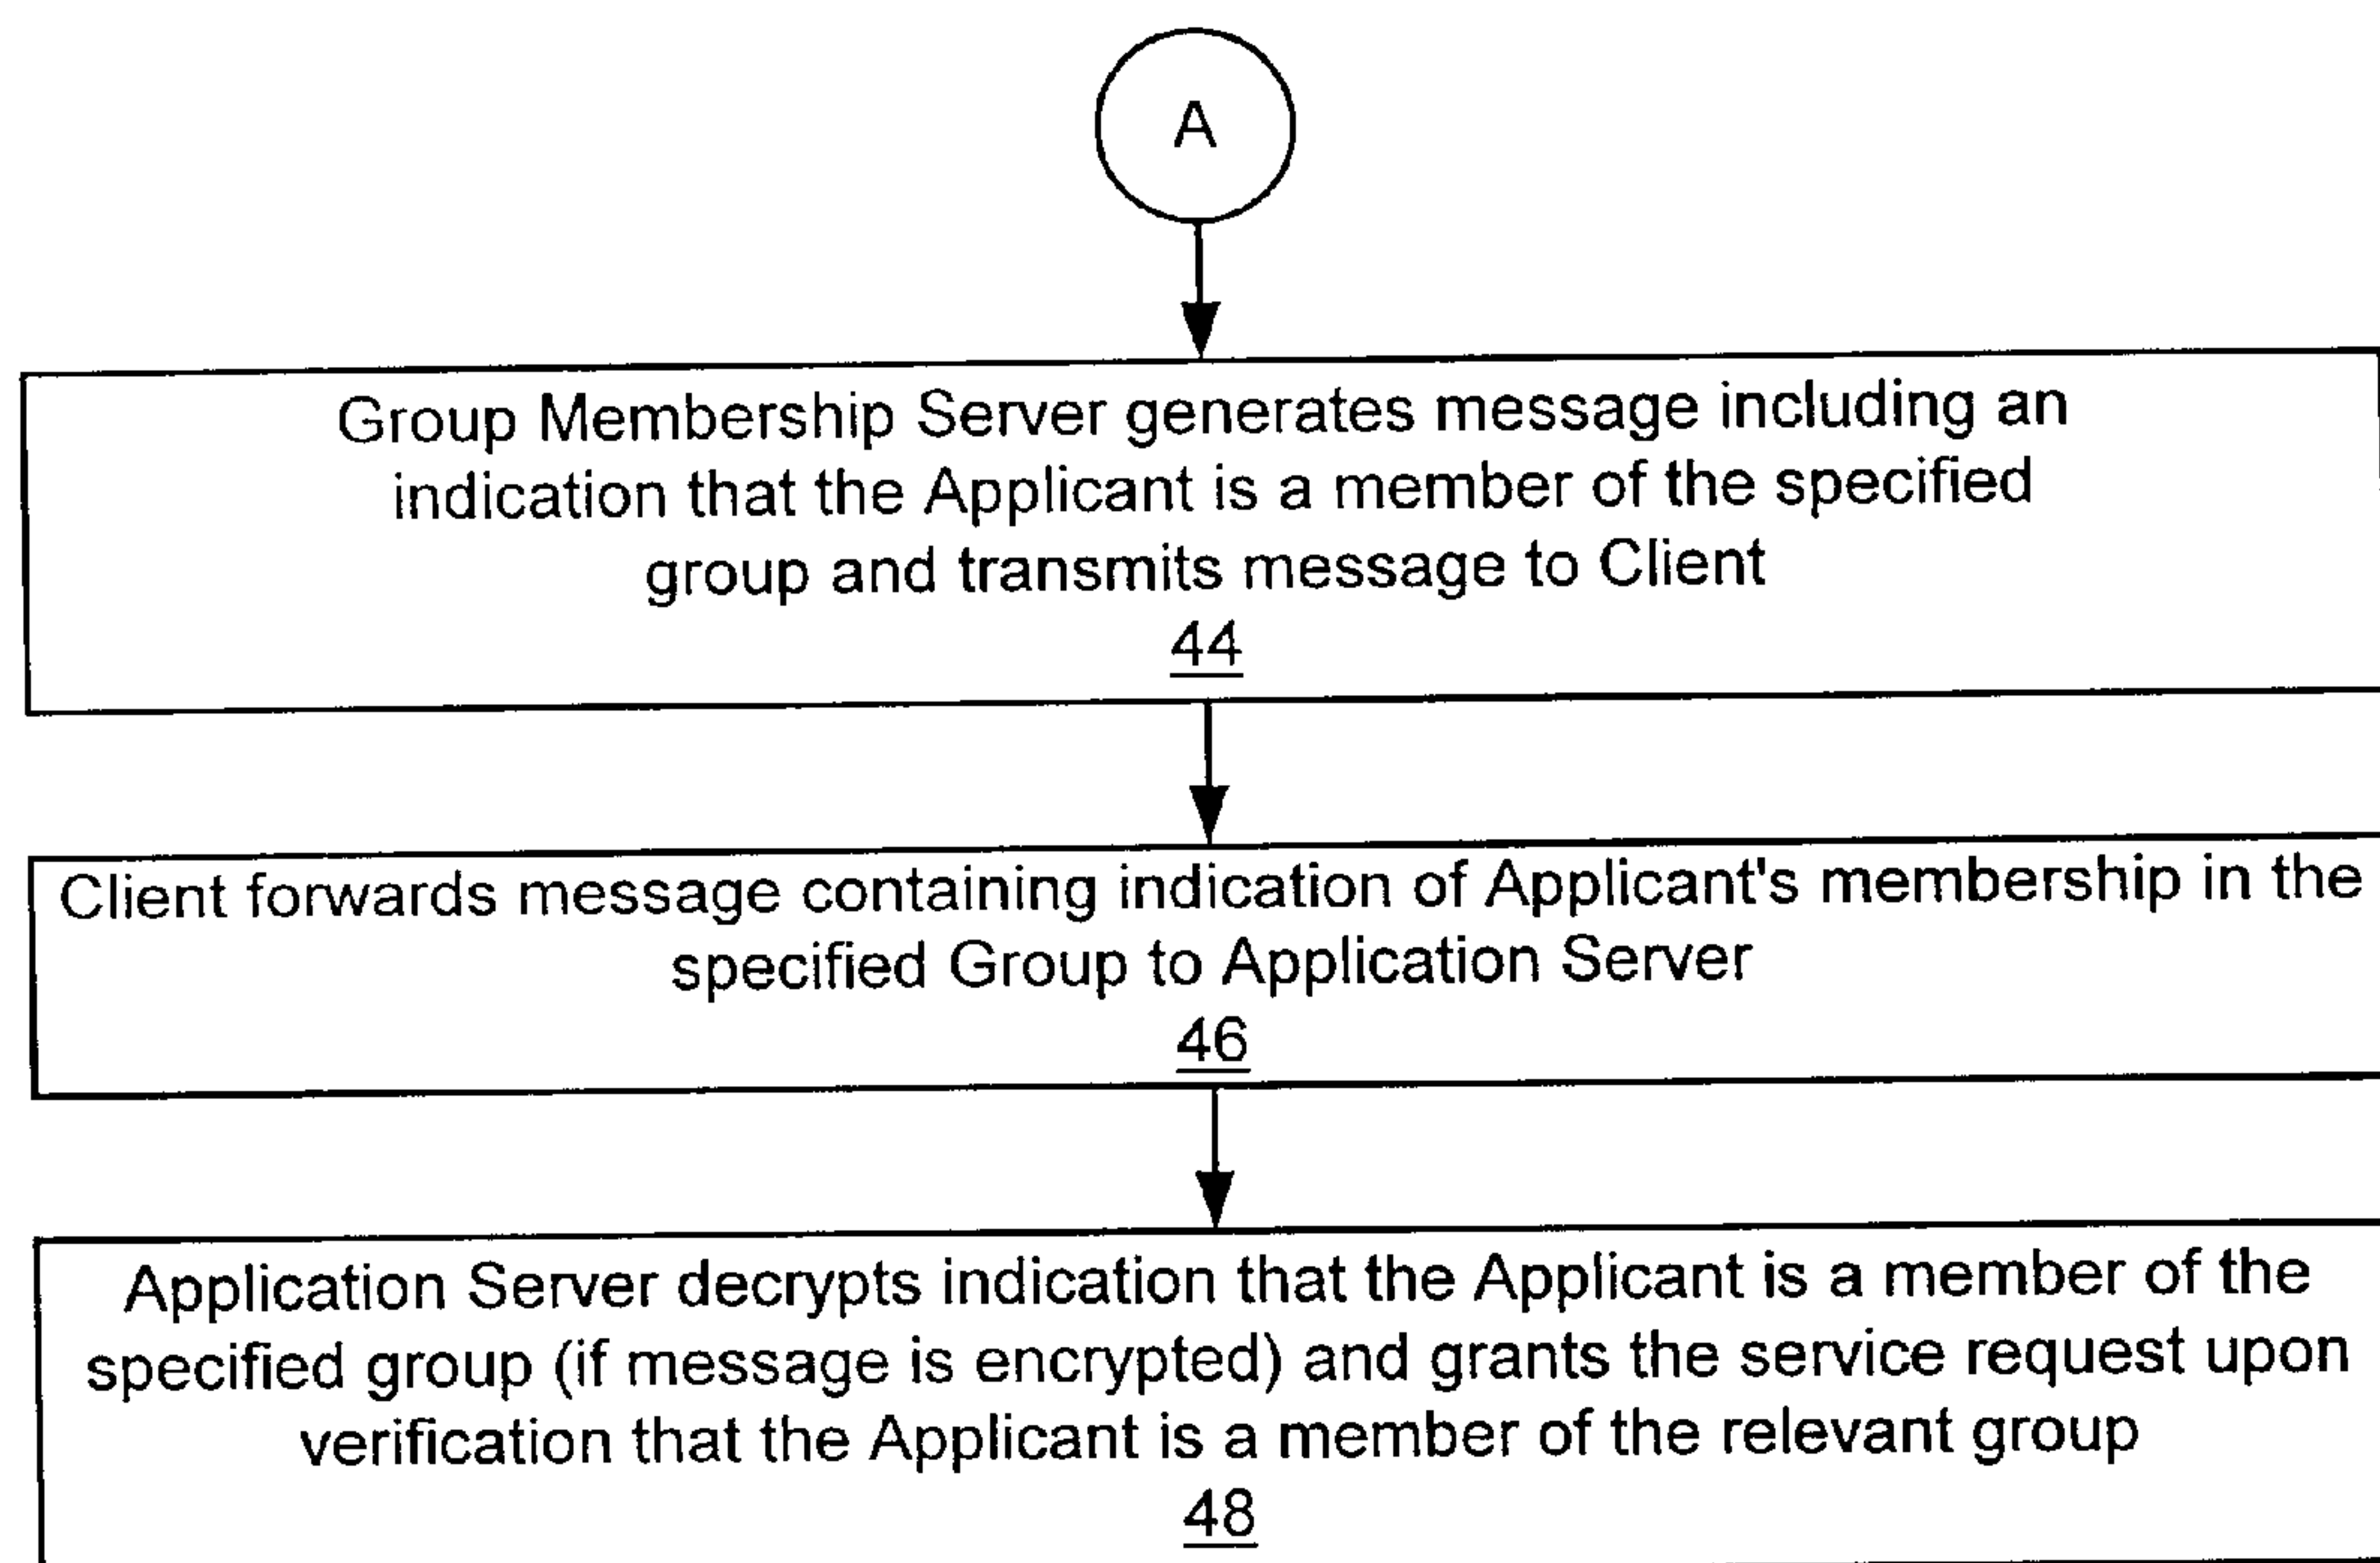 A
Group Membership Server generates message including an
indication that the Applicant is a member of the specified
group and transmits message to Client
44
Client forwards message containing indication of Applicant's membership in the
specified Group to Application Server
46
Application Server decrypts indication that the Applicant is a member of the
specified group (if message is encrypted) and grants the service request upon
verification that the Applicant is a member of the relevant group
48